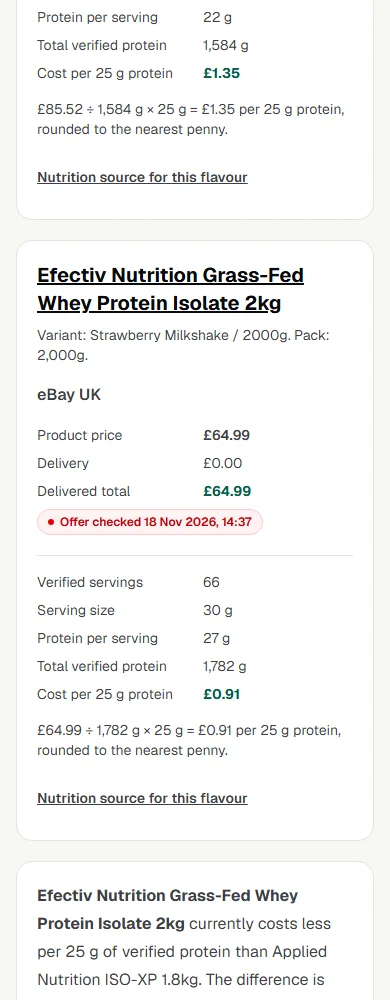 Protein per serving 22 g
Total verified protein 1,584 g
Cost per 25 g protein £1.35
£85.52 ÷ 1,584 g × 25 g = £1.35 per 25 g protein,
rounded to the nearest penny.
Nutrition source for this flavour
Efectiv Nutrition Grass-Fed
Whey Protein Isolate 2kg
Variant: Strawberry Milkshake / 2000g. Pack:
2,000g.
eBay UK
Product price £64.99
Delivery £0.00
Delivered total £64.99
Offer checked 18 Nov 2026, 14:37
Verified servings 66
Serving size 30 g
Protein per serving 27 g
Total verified protein 1,782 g
Cost per 25 g protein £0.91
£64.99 ÷ 1,782 g × 25 g = £0.91 per 25 g protein,
rounded to the nearest penny.
Nutrition source for this flavour
Efectiv Nutrition Grass-Fed Whey
Protein Isolate 2kg currently costs less
per 25 g of verified protein than Applied
Nutrition ISO-XP 1.8kg. The difference is